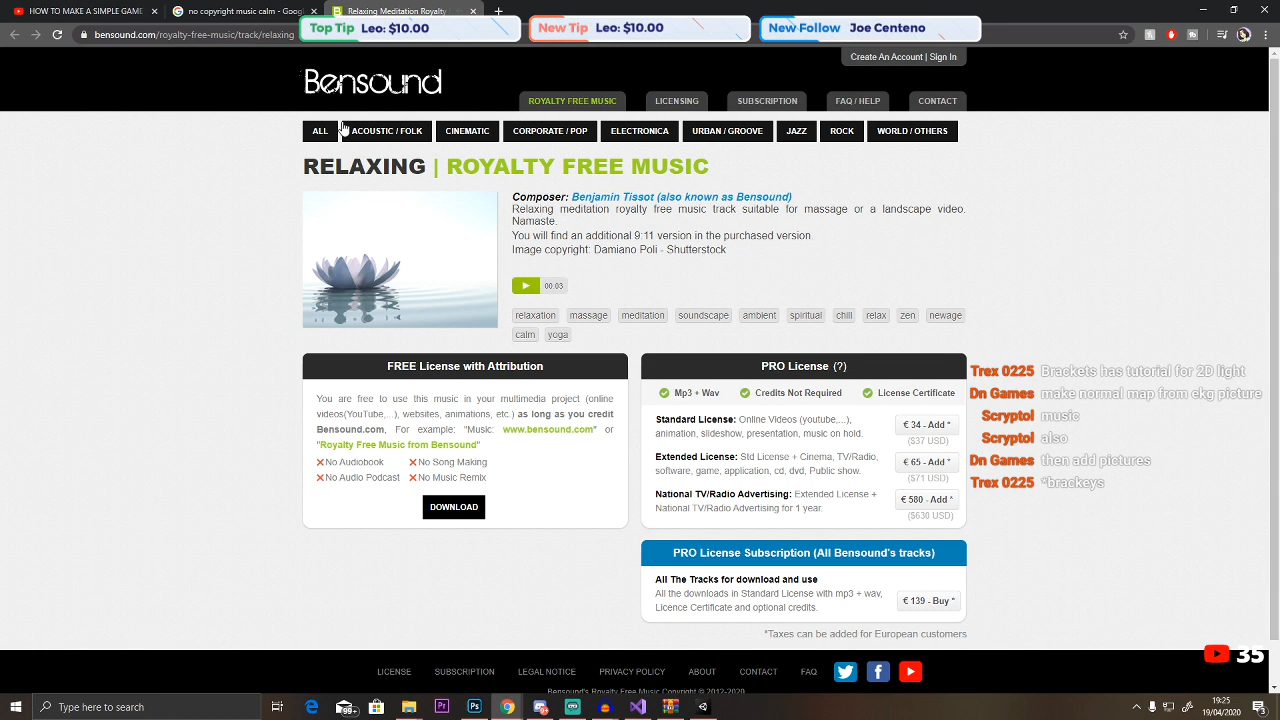 HOW TO MAKE A SIMPLE GAME
no copyright gaming music - Goo
Relaxing
Top Tip Leo: $10.00
New Tip Leo: $10.00
New Follow Joe Centeno
bensound.com/royalty-free-music/track/relaxing
Create An Account | Sign In
Bensound
ROYALTY FREE MUSIC
LICENSING
SUBSCRIPTION
FAQ / HELP
CONTACT
ALL
ACOUSTIC / FOLK
CINEMATIC
CORPORATE / POP
ELECTRONICA
URBAN / GROOVE
JAZZ
ROCK
WORLD / OTHERS
RELAXING | ROYALTY FREE MUSIC
Composer: Benjamin Tissot (also known as Bensound)
Relaxing meditation royalty free music track suitable for massage or a landscape video.
Namaste.
You will find an additional 9:11 version in the purchased version.
Image copyright: Damiano Poli - Shutterstock
00:03
relaxation massage meditation soundscape ambient spiritual chill relax zen newage
calm yoga
FREE License with Attribution
You are free to use this music in your multimedia project (online
videos(YouTube,...), websites, animations, etc.) as long as you credit
Bensound.com, For example: "Music: www.bensound.com" or
"Royalty Free Music from Bensound"
No Audiobook No Song Making
No Audio Podcast No Music Remix
DOWNLOAD
PRO License (?)
Mp3 + Wav Credits Not Required License Certificate
Standard License: Online Videos (youtube,...),
animation, slideshow, presentation, music on hold.
€ 34 - Add *
($37 USD)
Extended License: Std License + Cinema, TV/Radio,
software, game, application, cd, dvd, Public show.
€ 65 - Add *
($71 USD)
National TV/Radio Advertising: Extended License +
National TV/Radio Advertising for 1 year.
€ 580 - Add *
($630 USD)
PRO License Subscription (All Bensound's tracks)
All The Tracks for download and use
All the downloads in Standard License with mp3 + wav,
Licence Certificate and optional credits.
€ 139 - Buy *
*Taxes can be added for European customers
Trex 0225 Brackets has tutorial for 2D light
Dn Games make normal map from ekg picture
Scryptol music
Scryptol also
Dn Games then add pictures
Trex 0225 *brackeys
35
LICENSE SUBSCRIPTION LEGAL NOTICE PRIVACY POLICY ABOUT CONTACT FAQ
Bensound's Royalty Free Music Copyright © 2012-2020
Type here to search
19:25
19/04/2020